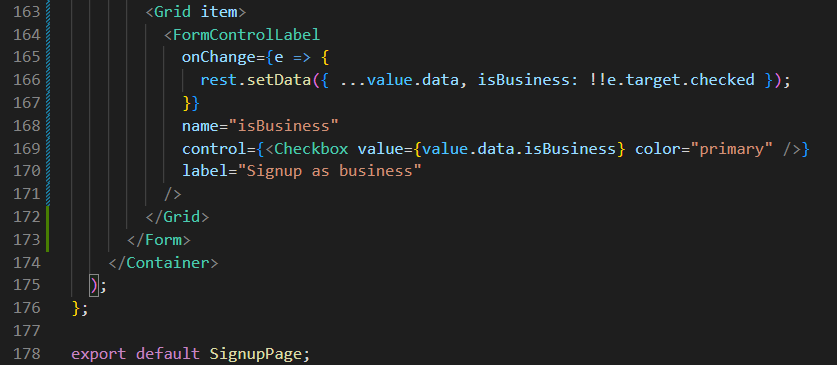 163 <Grid item>
164 <FormControlLabel
165 onChange={e => {
166 rest.setData({ ...value.data, isBusiness: !!e.target.checked });
167 }}
168 name="isBusiness"
169 control={<Checkbox value={value.data.isBusiness} color="primary" />}
170 label="Signup as business"
171 />
172 </Grid>
173 </Form>
174 </Container>
175 );
176 };
177
178 export default SignupPage;